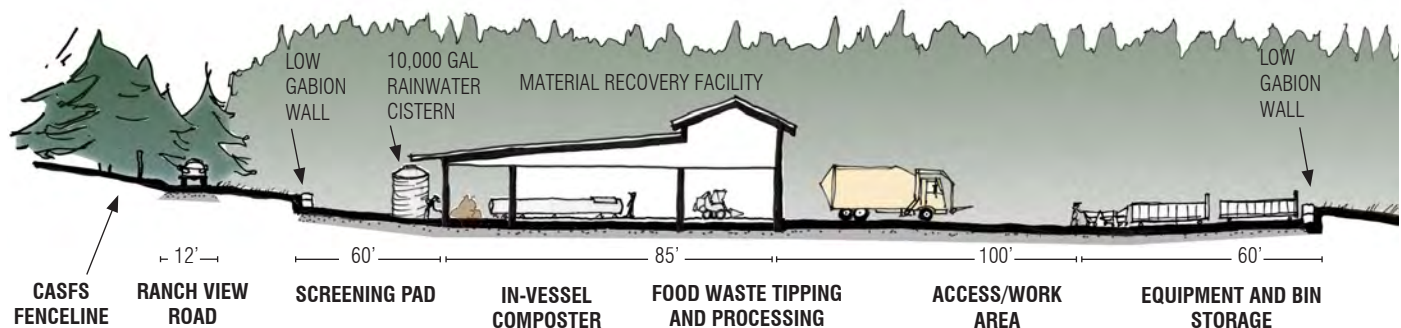 LOW
GABION
WALL
10,000 GAL
RAINWATER
CISTERN
MATERIAL RECOVERY FACILITY
LOW
GABION
WALL
12’
60’
85’
100’
60’
CASFS
FENCELINE
RANCH VIEW
ROAD
SCREENING PAD
IN-VESSEL
COMPOSTER
FOOD WASTE TIPPING
AND PROCESSING
ACCESS/WORK
AREA
EQUIPMENT AND BIN
STORAGE